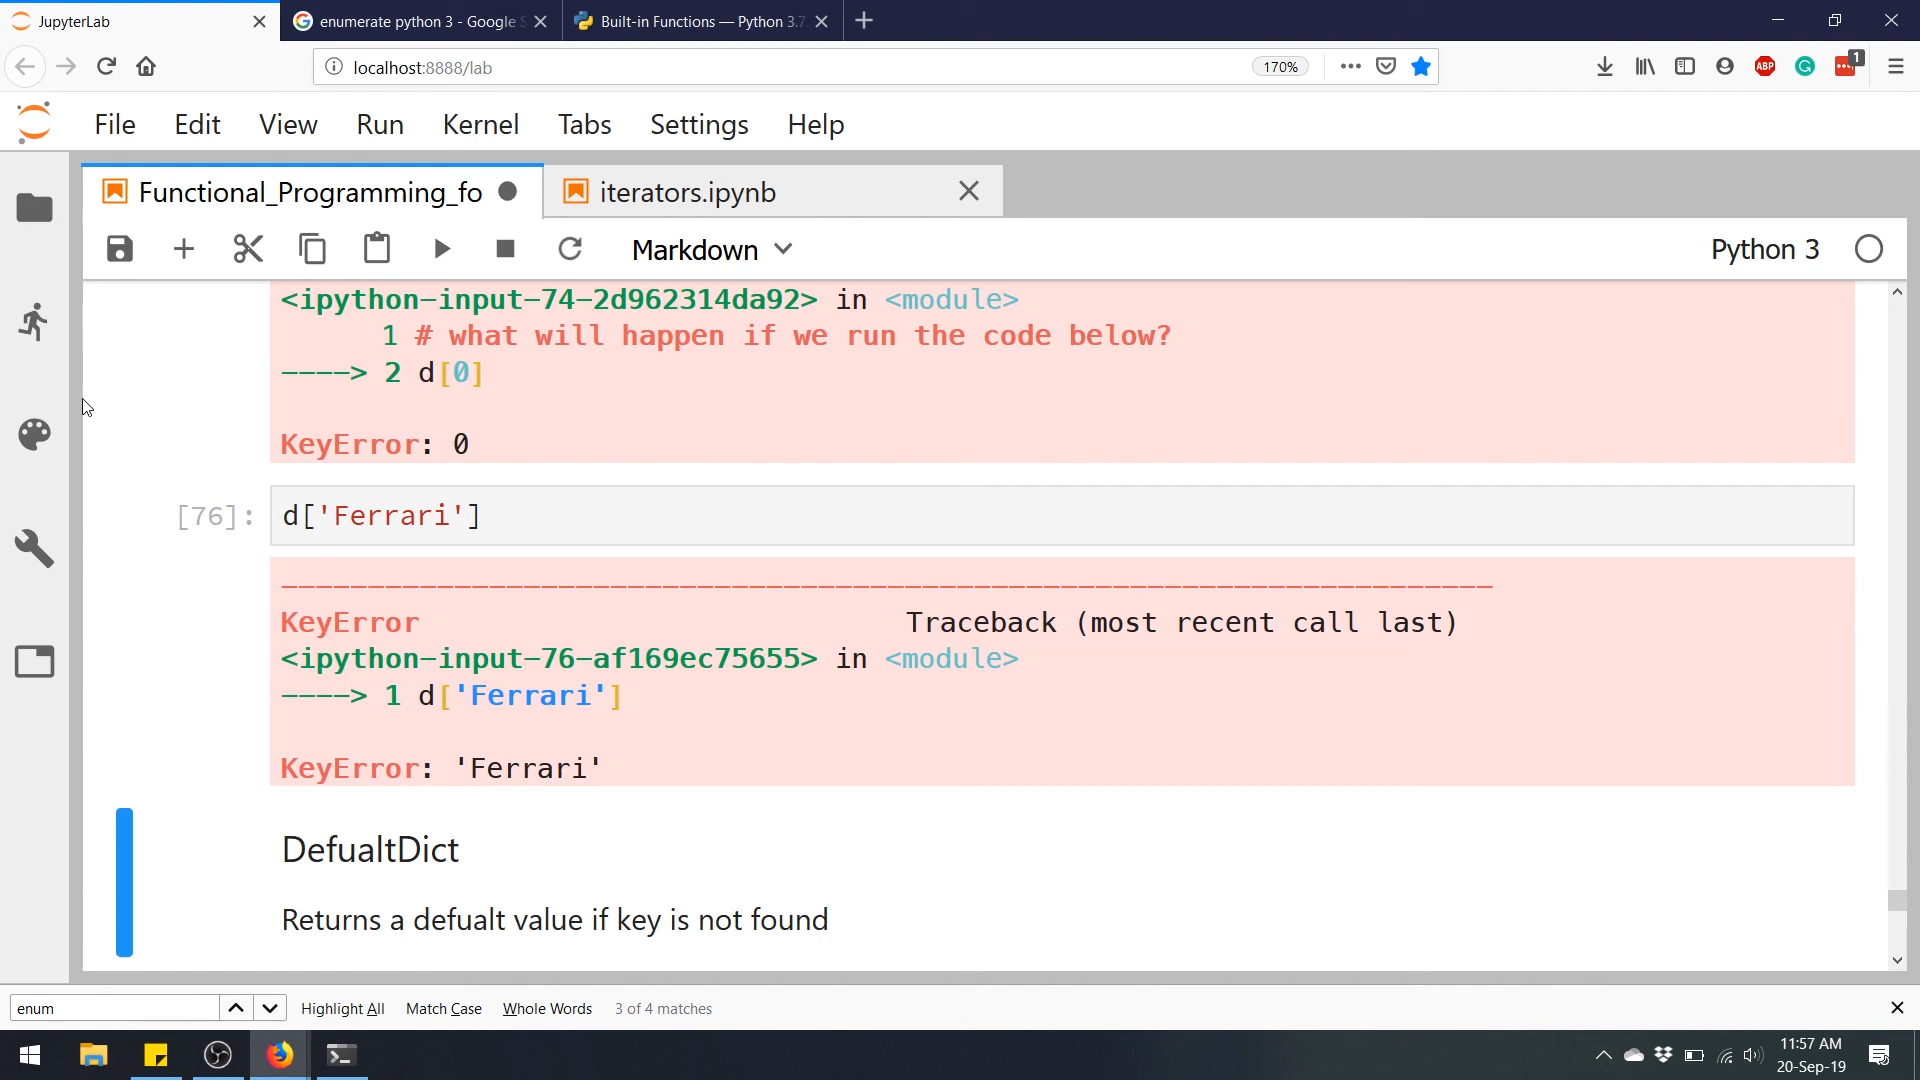 JupyterLab
enumerate python 3 - Google S
Built-in Functions — Python 3.7
localhost:8888/lab
170%
ABP
1
File Edit View Run Kernel Tabs Settings Help
Functional_Programming_fo
iterators.ipynb
Markdown
Python 3
<ipython-input-74-2d962314da92> in <module>
1 # what will happen if we run the code below?
----> 2 d[0]
KeyError: 0
[76]: d['Ferrari']
---------------------------------------------------------------------------
KeyError Traceback (most recent call last)
<ipython-input-76-af169ec75655> in <module>
----> 1 d['Ferrari']
KeyError: 'Ferrari'
DefualtDict
Returns a defualt value if key is not found
enum Highlight All Match Case Whole Words 3 of 4 matches
11:57 AM
20-Sep-19